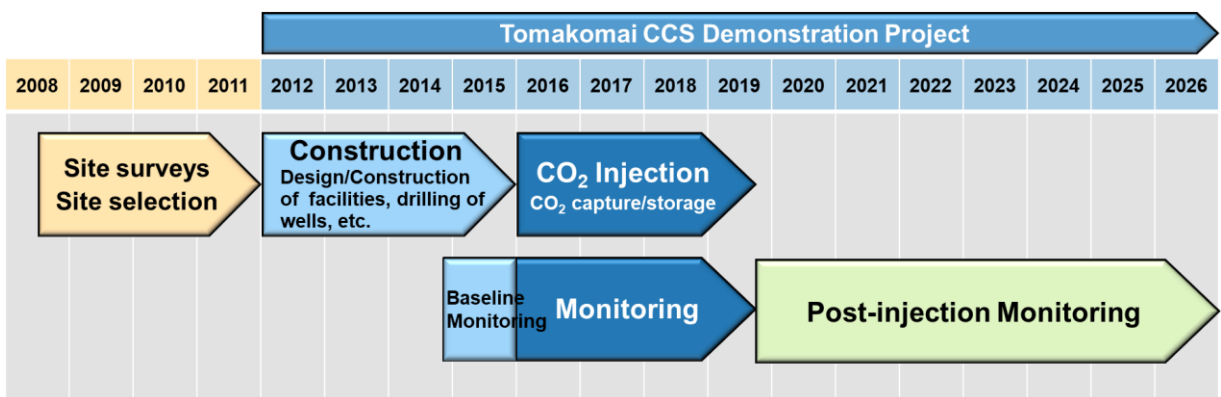 Tomakomai CCS Demonstration Project
2008 2009 2010 2011 2012 2013 2014 2015 2016 2017 2018 2019 2020 2021 2022 2023 2024 2025 2026
Site surveys
Site selection
Construction
Design/Construction
of facilities, drilling of
wells, etc.
CO₂ Injection
CO₂ capture/storage
Baseline
Monitoring
Monitoring
Post-injection Monitoring